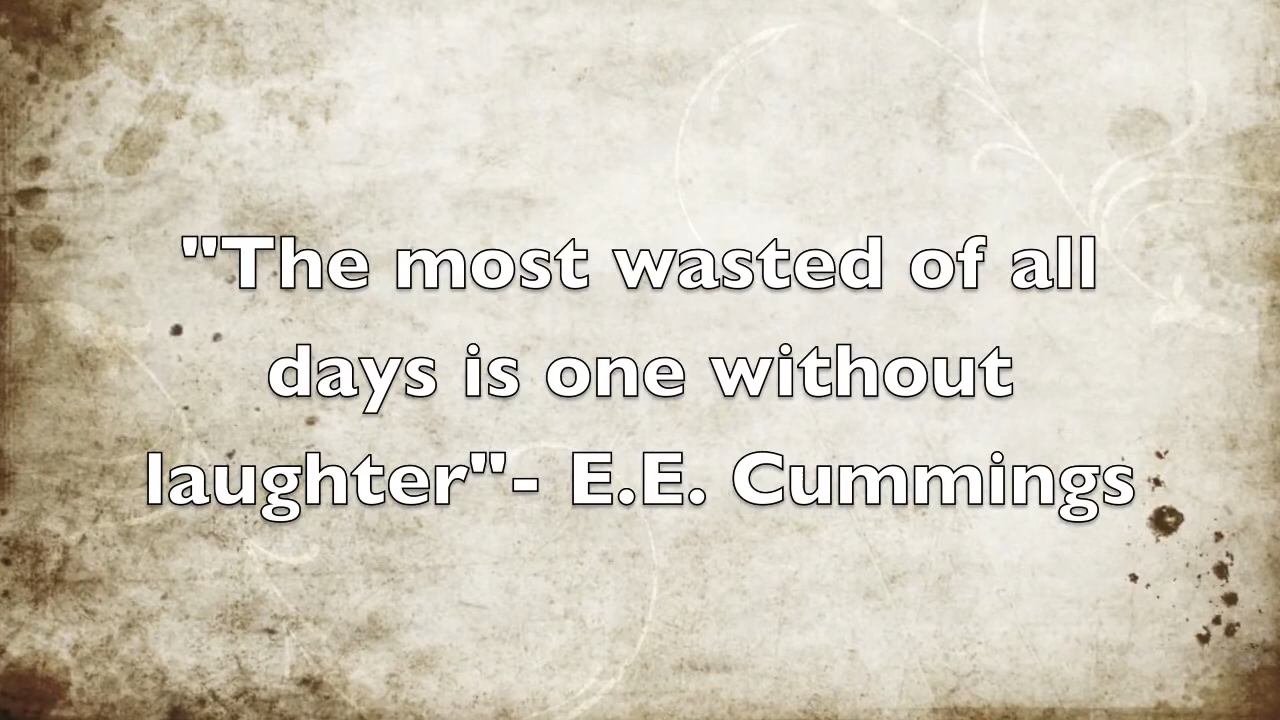 "The most wasted of all
days is one without
laughter"- E.E. Cummings